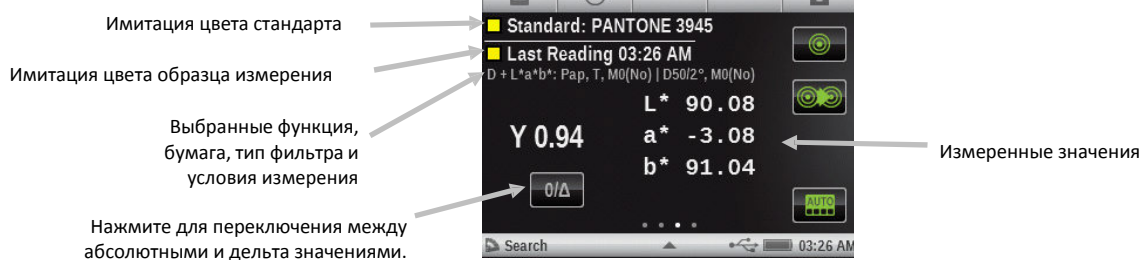 Имитация цвета стандарта
Имитация цвета образца измерения
Выбранные функция,
бумага, тип фильтра и
условия измерения
Нажмите для переключения между
абсолютными и дельта значениями.
Standard: PANTONE 3945
Last Reading 03:26 AM
D + L*a*b*: Pap, T, M0(No) | D50/2°, M0(No)
Y 0.94
L* 90.08
a* -3.08
b* 91.04
0/Δ
AUTO
Search
03:26 AM
Измеренные значения